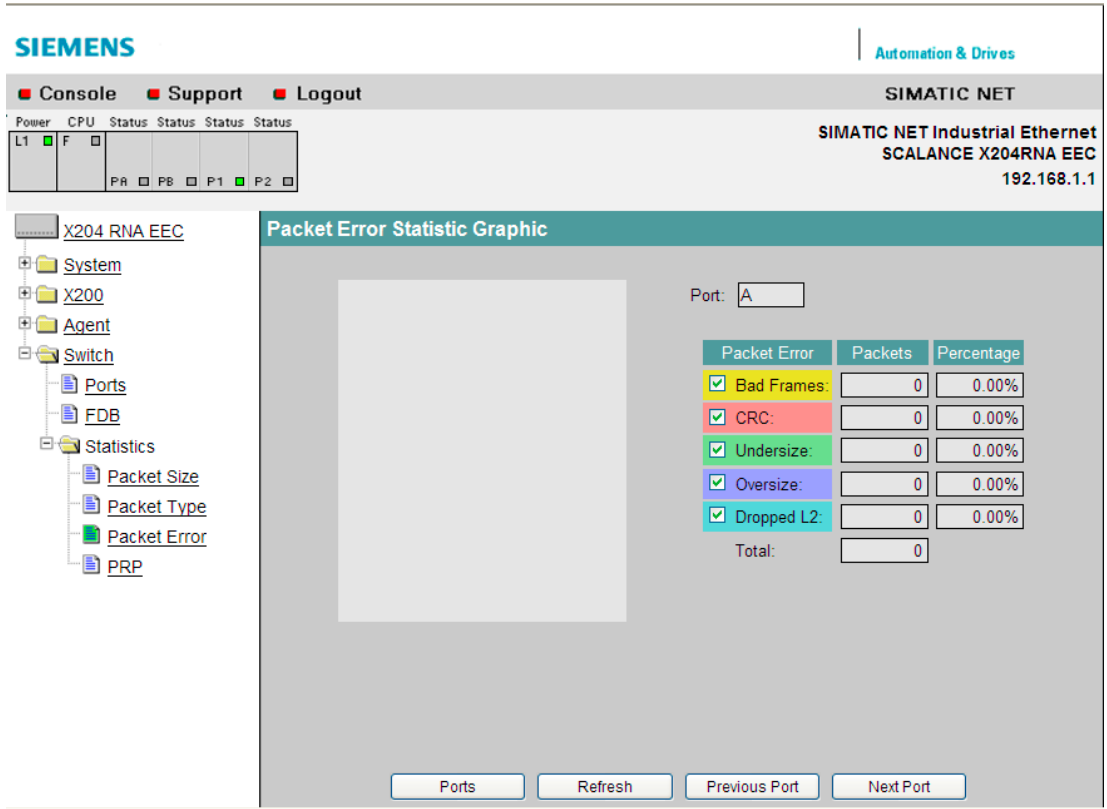 SIEMENS
Automation & Drives
Console Support Logout
SIMATIC NET
Power CPU Status Status Status Status
L1 F
PA PB P1 P2
SIMATIC NET Industrial Ethernet
SCALANCE X204RNA EEC
192.168.1.1
X204 RNA EEC
System
X200
Agent
Switch
Ports
FDB
Statistics
Packet Size
Packet Type
Packet Error
PRP
Packet Error Statistic Graphic
Port: A
Packet Error Packets Percentage
Bad Frames: 0 0.00%
CRC: 0 0.00%
Undersize: 0 0.00%
Oversize: 0 0.00%
Dropped L2: 0 0.00%
Total: 0
Ports Refresh Previous Port Next Port